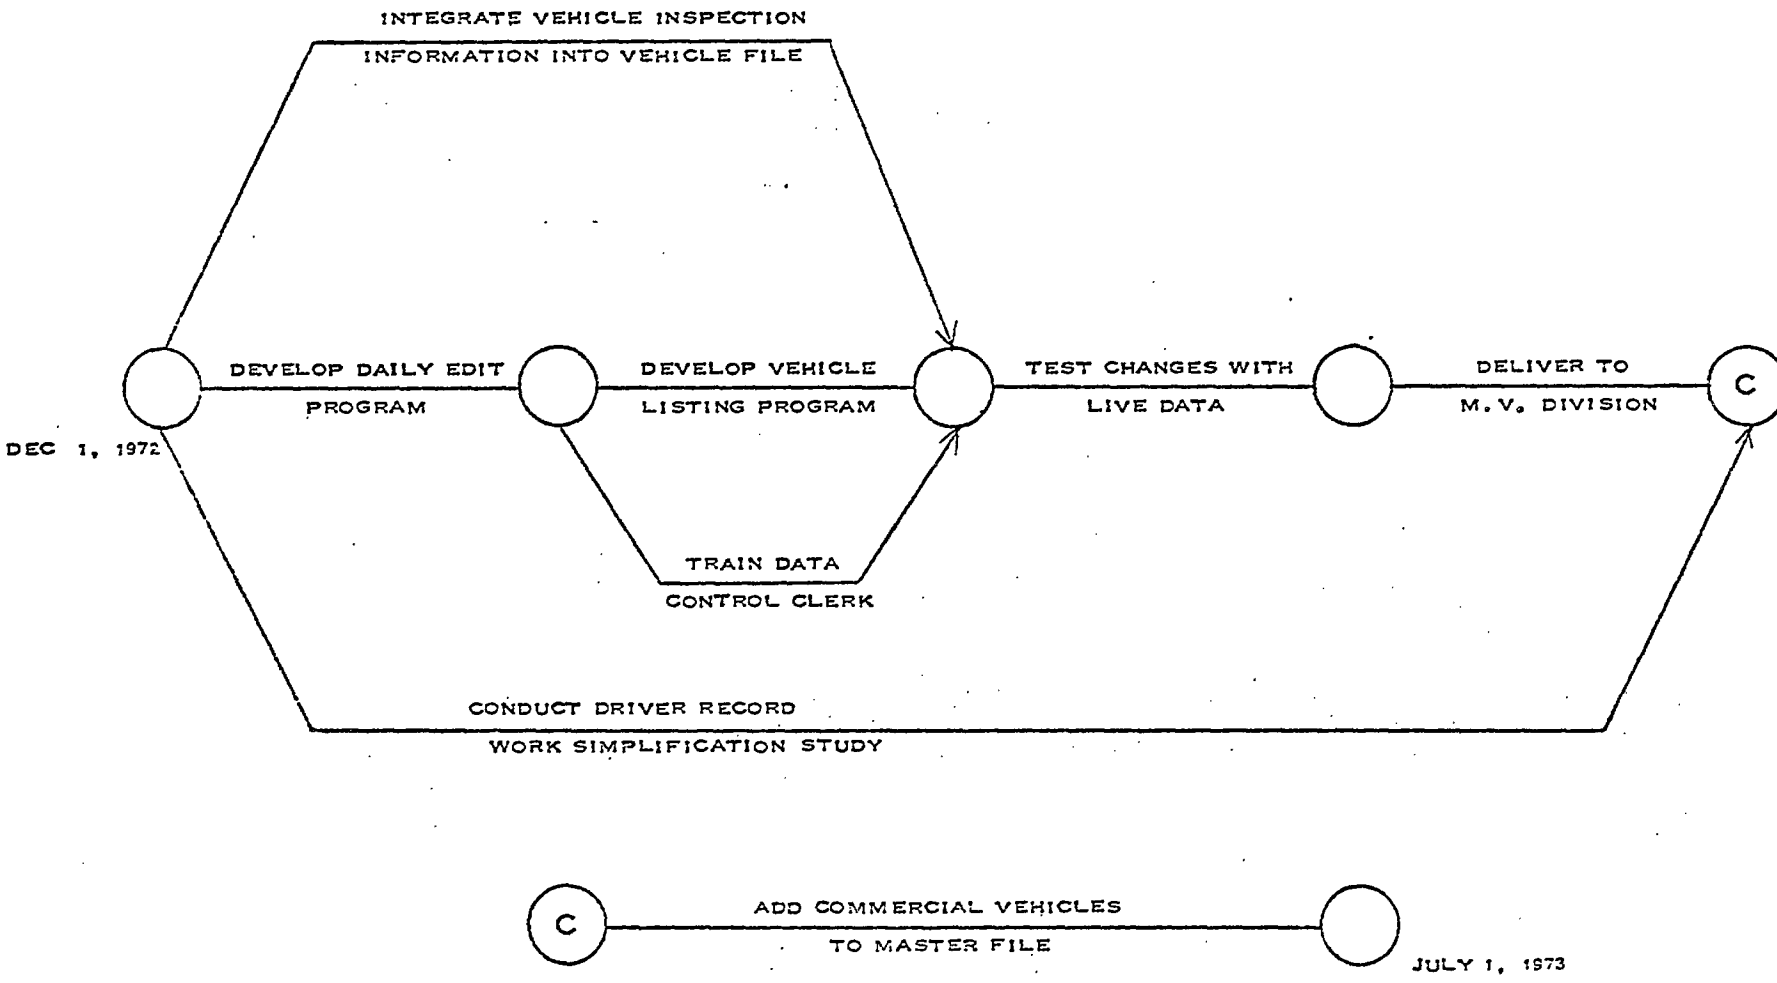 INTEGRATE VEHICLE INSPECTION
INFORMATION INTO VEHICLE FILE
DEVELOP DAILY EDIT
PROGRAM
DEVELOP VEHICLE
LISTING PROGRAM
TEST CHANGES WITH
LIVE DATA
DELIVER TO
M.V. DIVISION
C
DEC 1, 1972
TRAIN DATA
CONTROL CLERK
CONDUCT DRIVER RECORD
WORK SIMPLIFICATION STUDY
C
ADD COMMERCIAL VEHICLES
TO MASTER FILE
JULY 1, 1973